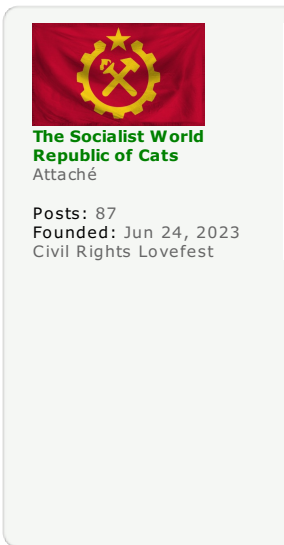 The Socialist World
Republic of Cats
Attaché
Posts: 87
Founded: Jun 24, 2023
Civil Rights Lovefest